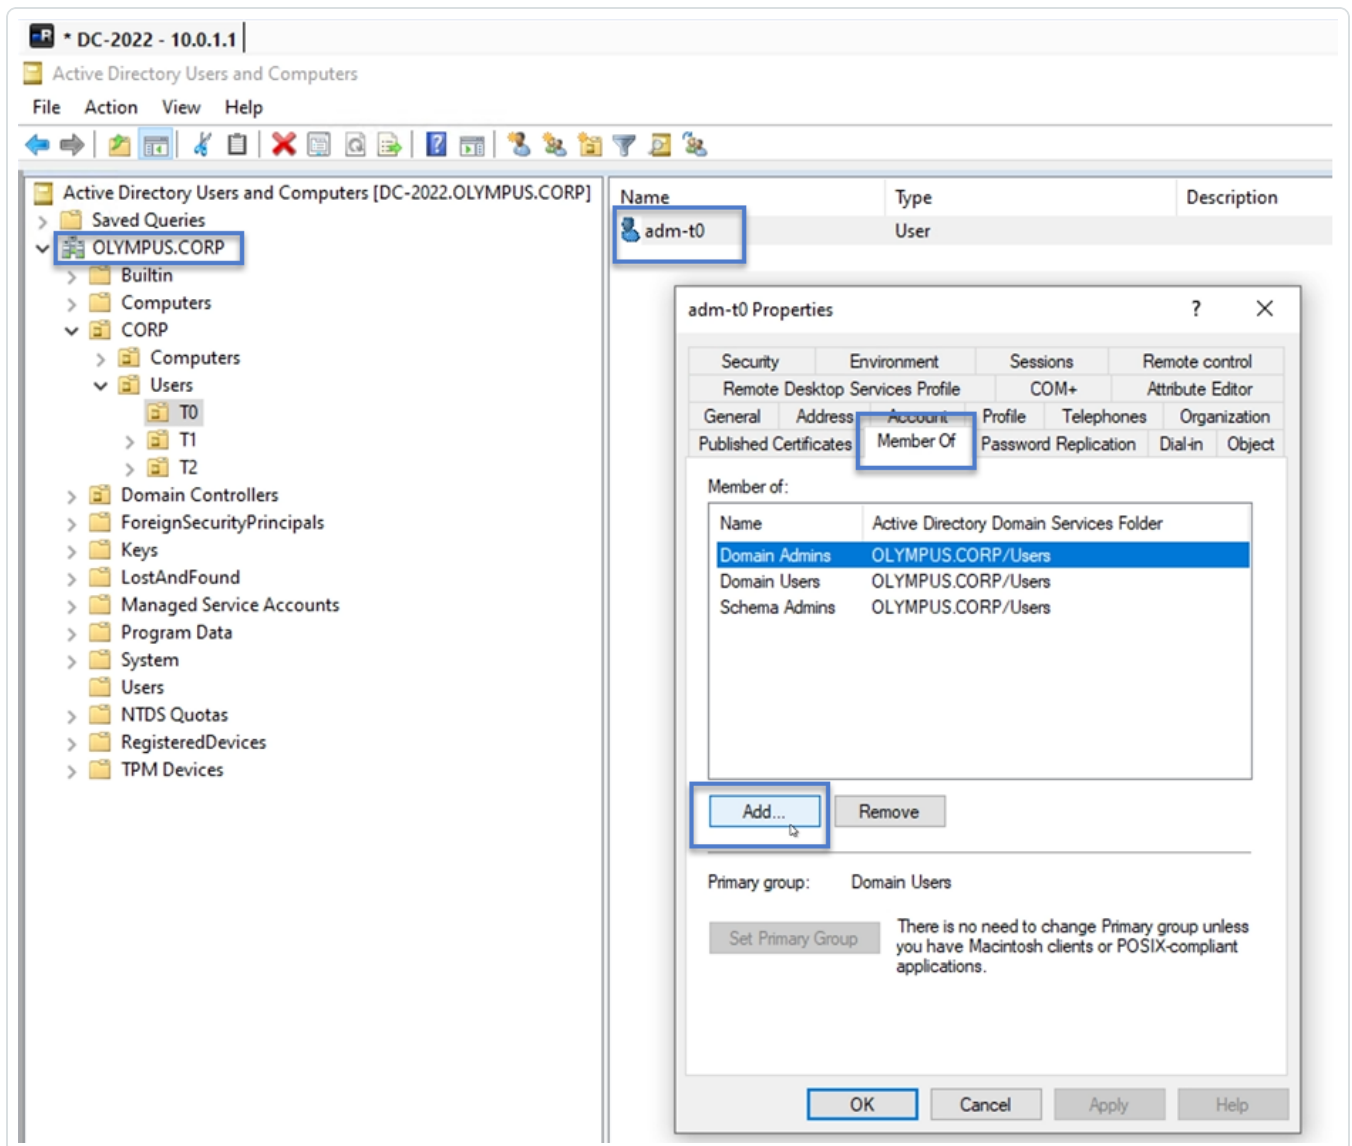 * DC-2022 - 10.0.1.1
Active Directory Users and Computers
File Action View Help
Active Directory Users and Computers [DC-2022.OLYMPUS.CORP]
Saved Queries
OLYMPUS.CORP
Builtin
Computers
CORP
Computers
Users
T0
T1
T2
Domain Controllers
ForeignSecurityPrincipals
Keys
LostAndFound
Managed Service Accounts
Program Data
System
Users
NTDS Quotas
RegisteredDevices
TPM Devices
Name Type Description
adm-t0 User
adm-t0 Properties
Security Environment Sessions Remote control
Remote Desktop Services Profile COM+ Attribute Editor
General Address Account Profile Telephones Organization
Published Certificates Member Of Password Replication Dial-in Object
Member of:
Name Active Directory Domain Services Folder
Domain Admins OLYMPUS.CORP/Users
Domain Users OLYMPUS.CORP/Users
Schema Admins OLYMPUS.CORP/Users
Add... Remove
Primary group: Domain Users
Set Primary Group
There is no need to change Primary group unless
you have Macintosh clients or POSIX-compliant
applications.
OK Cancel Apply Help